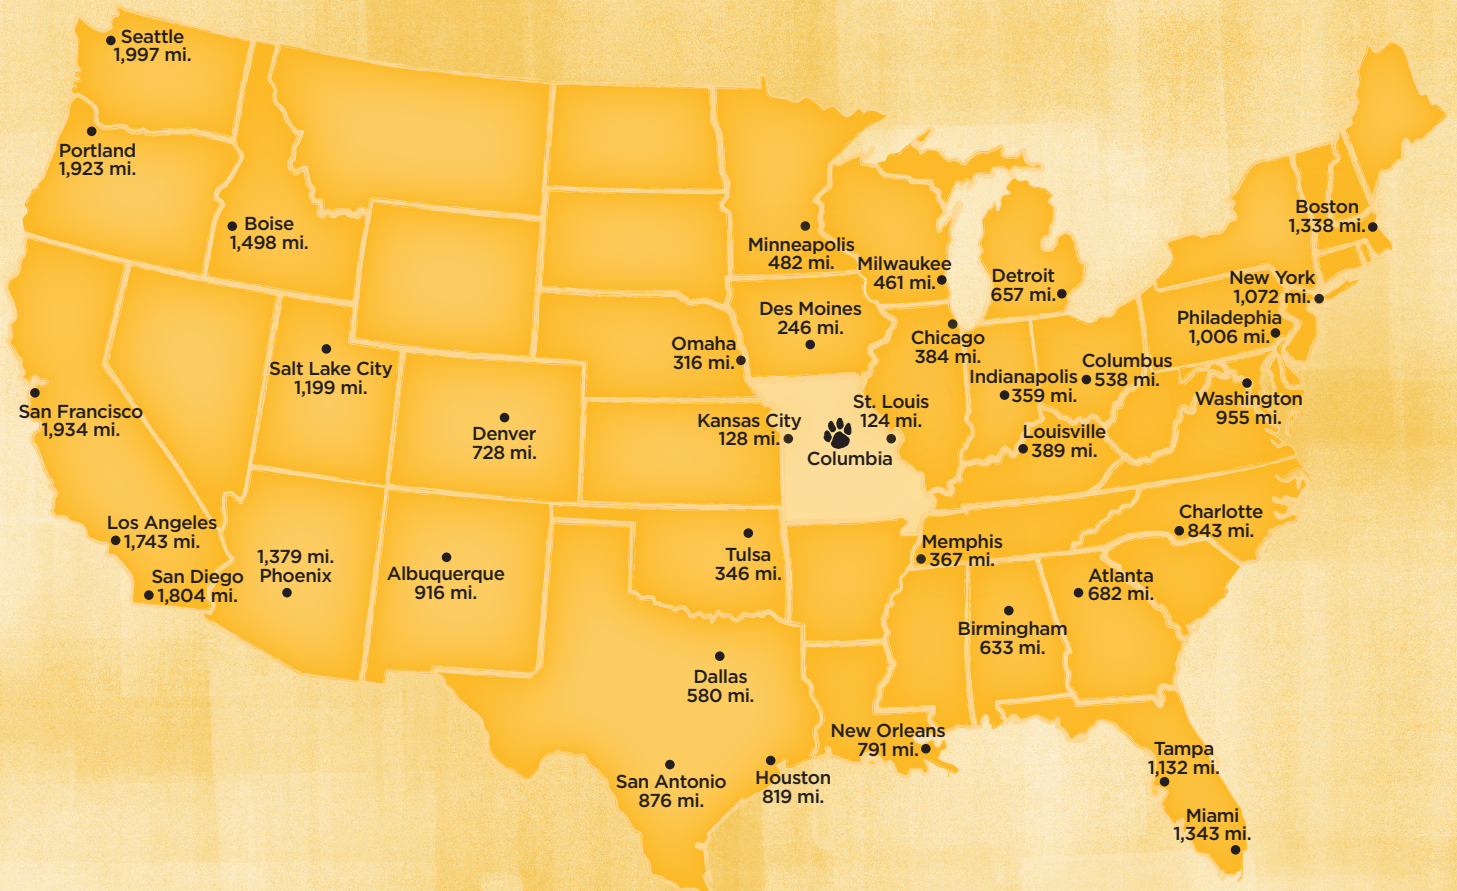 Seattle
1,997 mi.
Portland
1,923 mi.
Boise
1,498 mi.
Minneapolis
482 mi.
Milwaukee
461 mi.
Detroit
657 mi.
Boston
1,338 mi.
New York
1,072 mi.
Philadephia
1,006 mi.
Des Moines
246 mi.
Omaha
316 mi.
Chicago
384 mi.
Columbus
538 mi.
Indianapolis
359 mi.
Washington
955 mi.
Salt Lake City
1,199 mi.
San Francisco
1,934 mi.
Denver
728 mi.
Kansas City
128 mi.
St. Louis
124 mi.
Columbia
Louisville
389 mi.
Los Angeles
1,743 mi.
San Diego
1,804 mi.
1,379 mi.
Phoenix
Albuquerque
916 mi.
Tulsa
346 mi.
Memphis
367 mi.
Charlotte
843 mi.
Atlanta
682 mi.
Birmingham
633 mi.
Dallas
580 mi.
New Orleans
791 mi.
San Antonio
876 mi.
Houston
819 mi.
Tampa
1,132 mi.
Miami
1,343 mi.